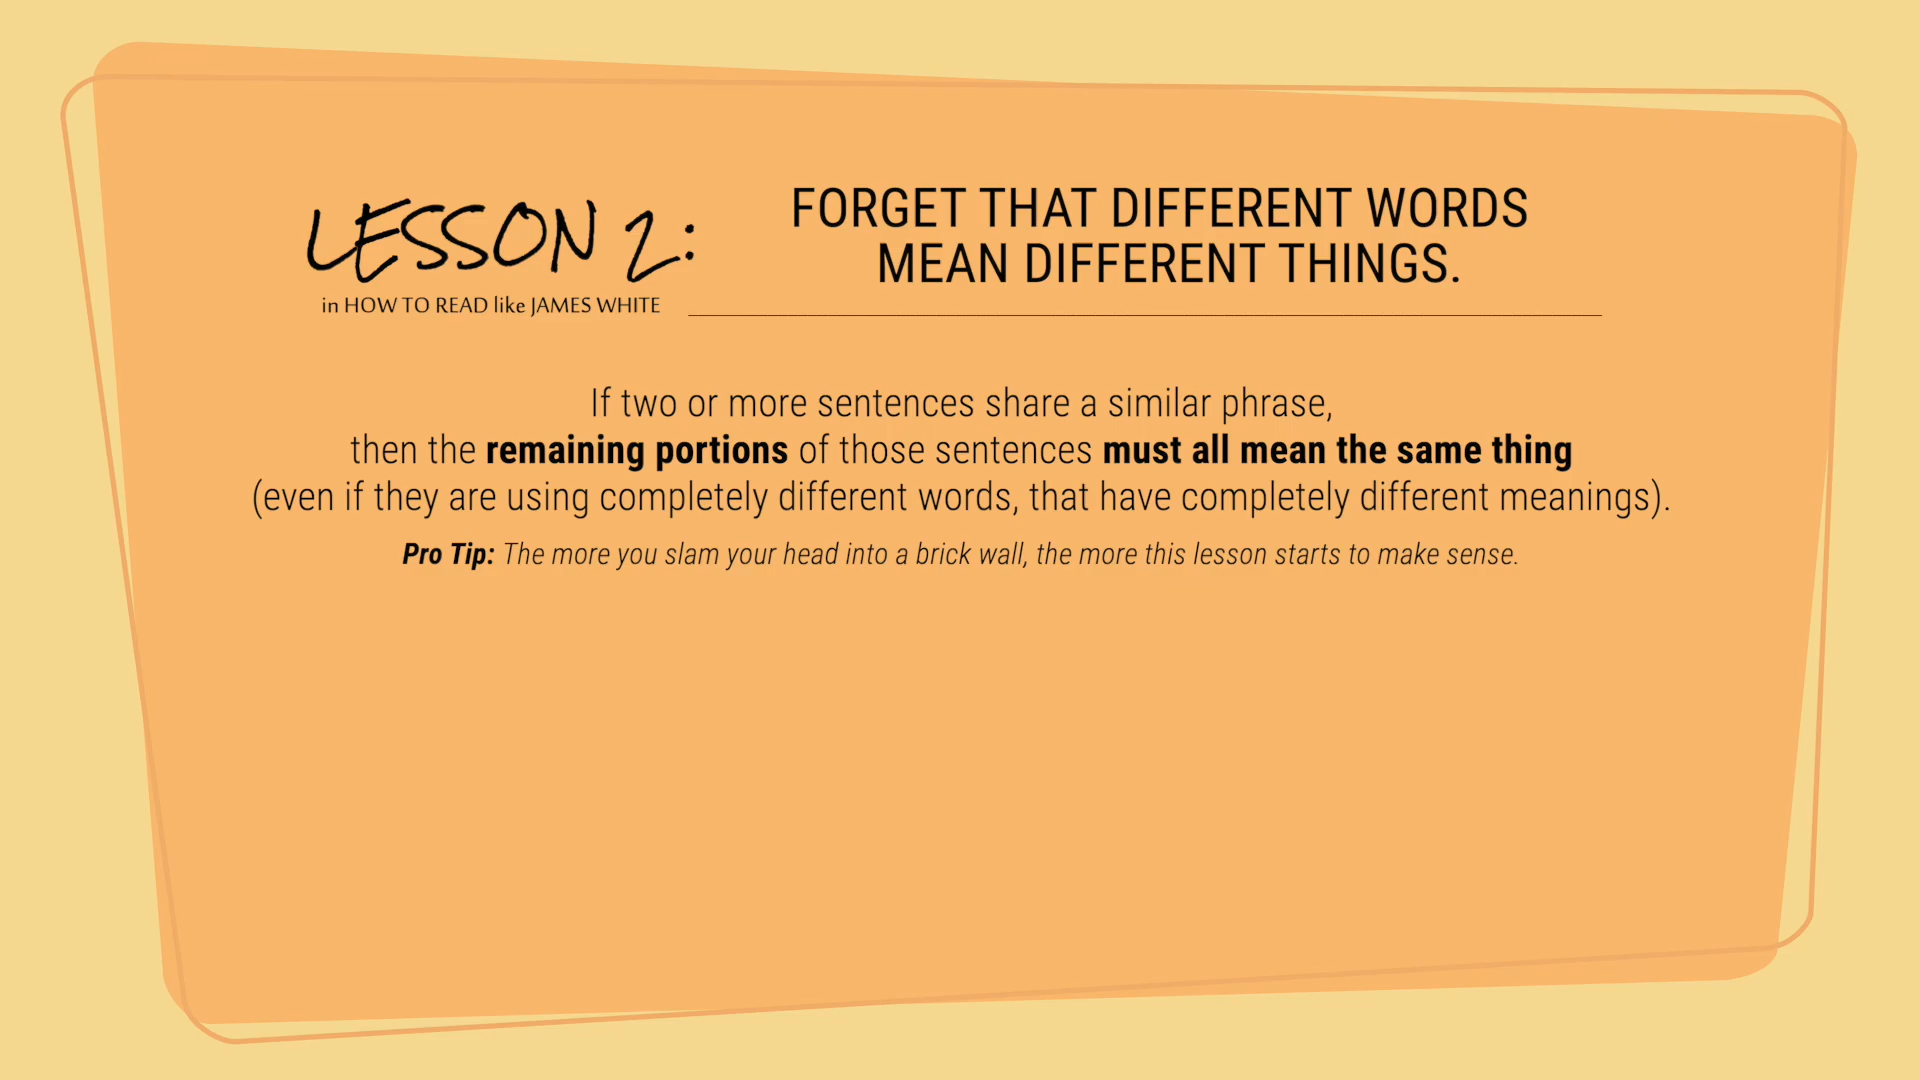 LESSON 2:
in HOW TO READ like JAMES WHITE
FORGET THAT DIFFERENT WORDS
MEAN DIFFERENT THINGS.
If two or more sentences share a similar phrase,
then the remaining portions of those sentences must all mean the same thing
(even if they are using completely different words, that have completely different meanings).
Pro Tip: The more you slam your head into a brick wall, the more this lesson starts to make sense.